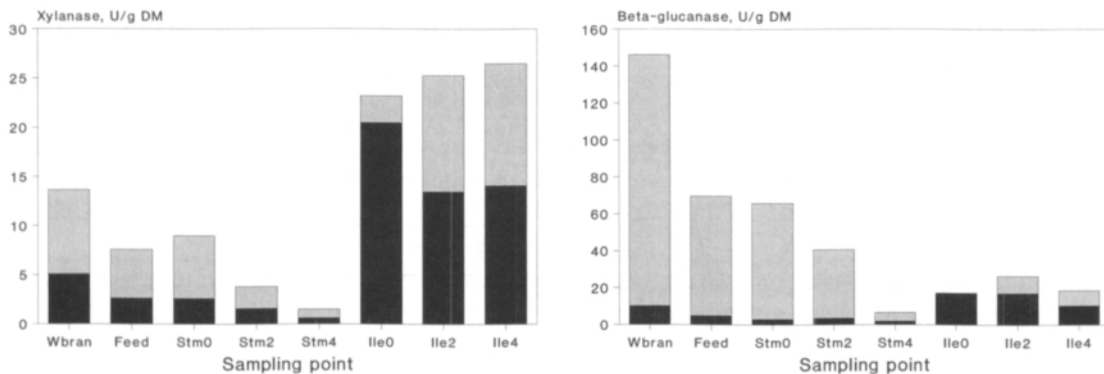 Xylanase, U/g DM
30
25
20
15
10
5
0
Wbran Feed Stm0 Stm2 Stm4 Ile0 Ile2 Ile4
Sampling point
Beta-glucanase, U/g DM
160
140
120
100
80
60
40
20
0
Wbran Feed Stm0 Stm2 Stm4 Ile0 Ile2 Ile4
Sampling point